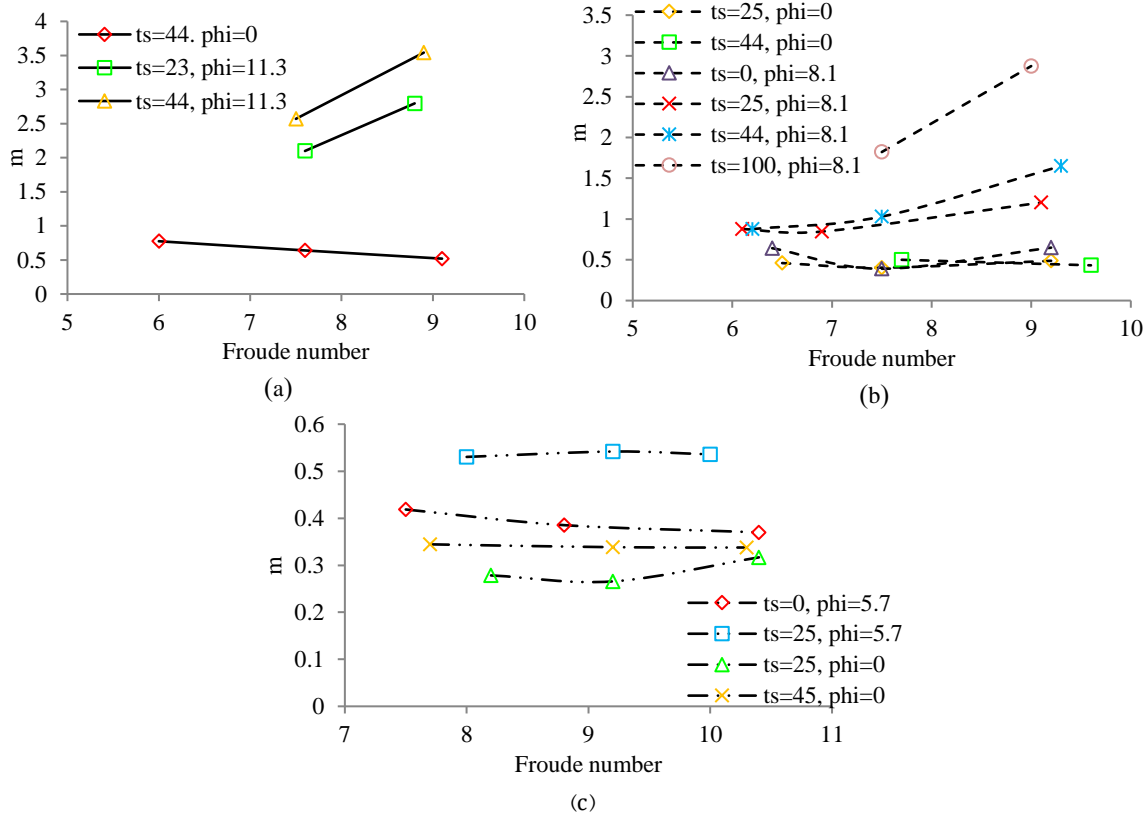 4
3.5
3
2.5
2
1.5
1
0.5
0
m
ts=44. phi=0
ts=23, phi=11.3
ts=44, phi=11.3
5 6 7 8 9 10
Froude number
(a)
3.5
3
2.5
2
1.5
1
0.5
0
m
ts=25, phi=0
ts=44, phi=0
ts=0, phi=8.1
ts=25, phi=8.1
ts=44, phi=8.1
ts=100, phi=8.1
5 6 7 8 9 10
Froude number
(b)
0.6
0.5
0.4
0.3
0.2
0.1
0
m
ts=0, phi=5.7
ts=25, phi=5.7
ts=25, phi=0
ts=45, phi=0
7 8 9 10 11
Froude number
(c)